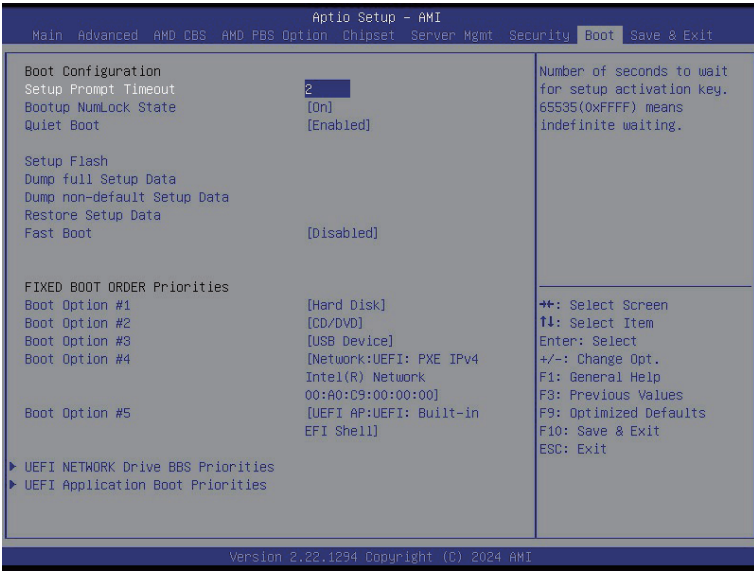 Aptio Setup – AMI
Main Advanced AMD CBS AMD PBS Option Chipset Server Mgmt Security Boot Save & Exit
Boot Configuration
Setup Prompt Timeout 2
Bootup NumLock State [On]
Quiet Boot [Enabled]
Setup Flash
Dump full Setup Data
Dump non-default Setup Data
Restore Setup Data
Fast Boot [Disabled]
FIXED BOOT ORDER Priorities
Boot Option #1 [Hard Disk]
Boot Option #2 [CD/DVD]
Boot Option #3 [USB Device]
Boot Option #4 [Network:UEFI: PXE IPv4
Intel(R) Network
00:A0:C9:00:00:00]
Boot Option #5 [UEFI AP:UEFI: Built-in
EFI Shell]
UEFI NETWORK Drive BBS Priorities
UEFI Application Boot Priorities
Number of seconds to wait
for setup activation key.
65535(0xFFFF) means
indefinite waiting.
→←: Select Screen
↑↓: Select Item
Enter: Select
+/-: Change Opt.
F1: General Help
F3: Previous Values
F9: Optimized Defaults
F10: Save & Exit
ESC: Exit
Version 2.22.1294 Copyright (C) 2024 AMI